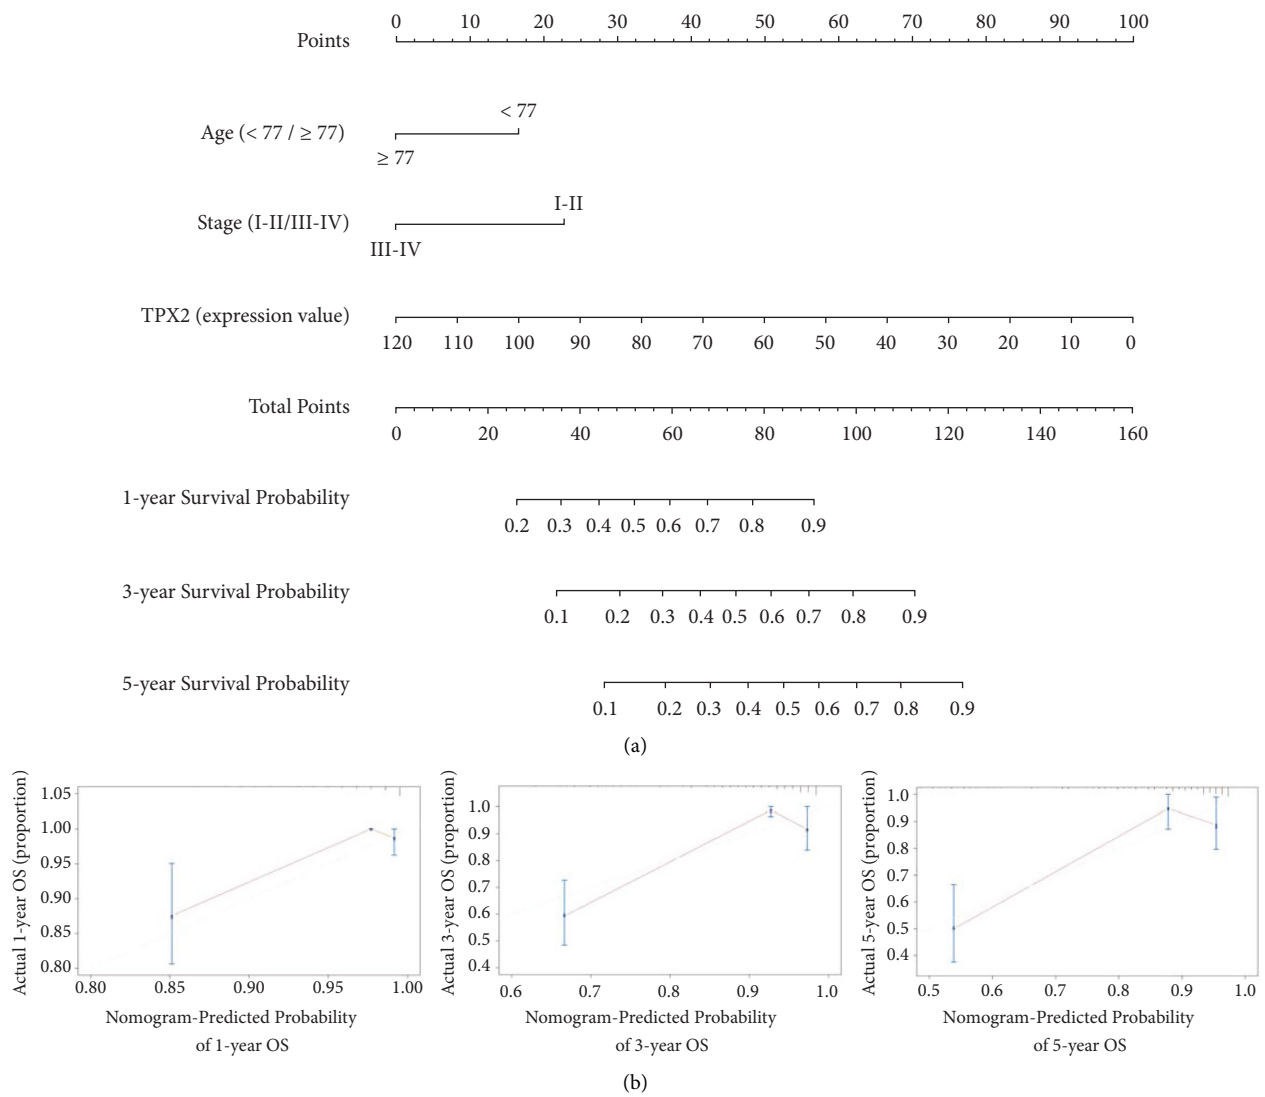 0 10 20 30 40 50 60 70 80 90 100
Points
< 77
Age (< 77 / ≥ 77)
≥ 77
I-II
Stage (I-II/III-IV)
III-IV
TPX2 (expression value)
120 110 100 90 80 70 60 50 40 30 20 10 0
Total Points
0 20 40 60 80 100 120 140 160
1-year Survival Probability
0.2 0.3 0.4 0.5 0.6 0.7 0.8 0.9
3-year Survival Probability
0.1 0.2 0.3 0.4 0.5 0.6 0.7 0.8 0.9
5-year Survival Probability
0.1 0.2 0.3 0.4 0.5 0.6 0.7 0.8 0.9
(a)
Actual 1-year OS (proportion)
1.05
1.00
0.95
0.90
0.85
0.80
0.80 0.85 0.90 0.95 1.00
Nomogram-Predicted Probability
of 1-year OS
Actual 3-year OS (proportion)
1.0
0.9
0.8
0.7
0.6
0.5
0.4
0.6 0.7 0.8 0.9 1.0
Nomogram-Predicted Probability
of 3-year OS
Actual 5-year OS (proportion)
1.0
0.9
0.8
0.7
0.6
0.5
0.4
0.5 0.6 0.7 0.8 0.9 1.0
Nomogram-Predicted Probability
of 5-year OS
(b)